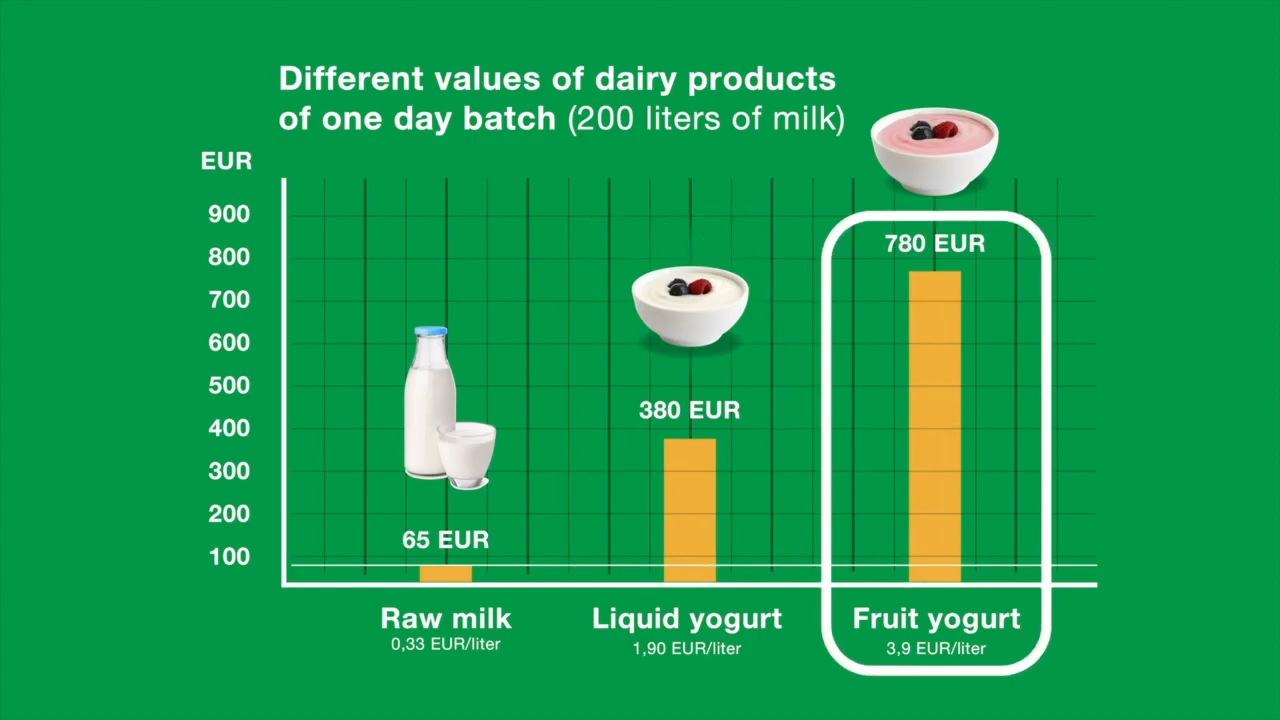 Different values of dairy products
of one day batch (200 liters of milk)
EUR
900
800
700
600
500
400
300
200
100
65 EUR
380 EUR
780 EUR
Raw milk
0,33 EUR/liter
Liquid yogurt
1,90 EUR/liter
Fruit yogurt
3,9 EUR/liter